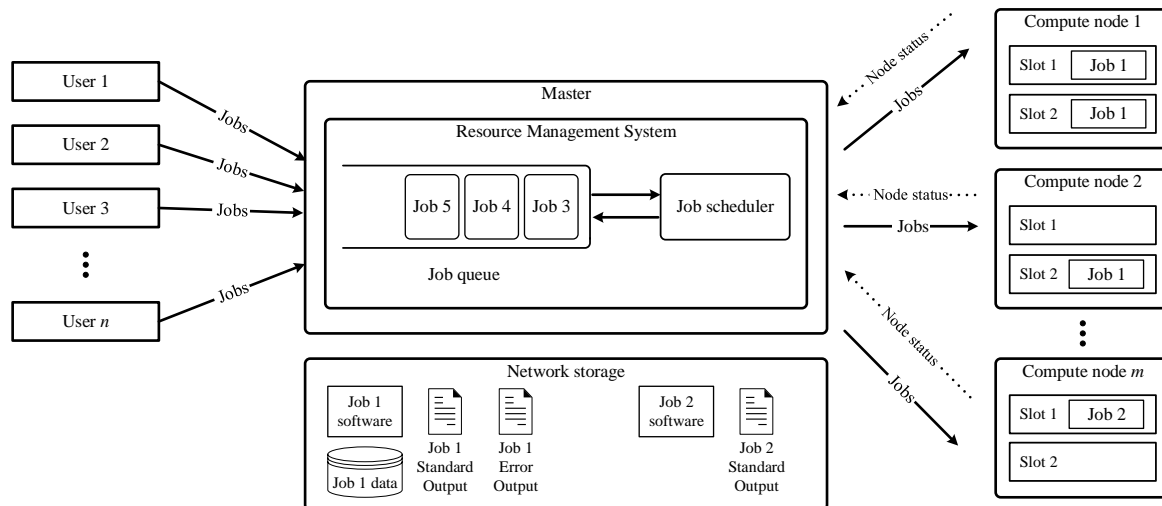 User 1
User 2
User 3
User n
Jobs
Jobs
Jobs
Jobs
Master
Resource Management System
Job 5
Job 4
Job 3
Job scheduler
Job queue
Network storage
Job 1
software
Job 1 data
Job 1
Standard
Output
Job 1
Error
Output
Job 2
software
Job 2
Standard
Output
Node status
Jobs
Node status
Jobs
Node status
Jobs
Compute node 1
Slot 1
Job 1
Slot 2
Job 1
Compute node 2
Slot 1
Slot 2
Job 1
Compute node m
Slot 1
Job 2
Slot 2